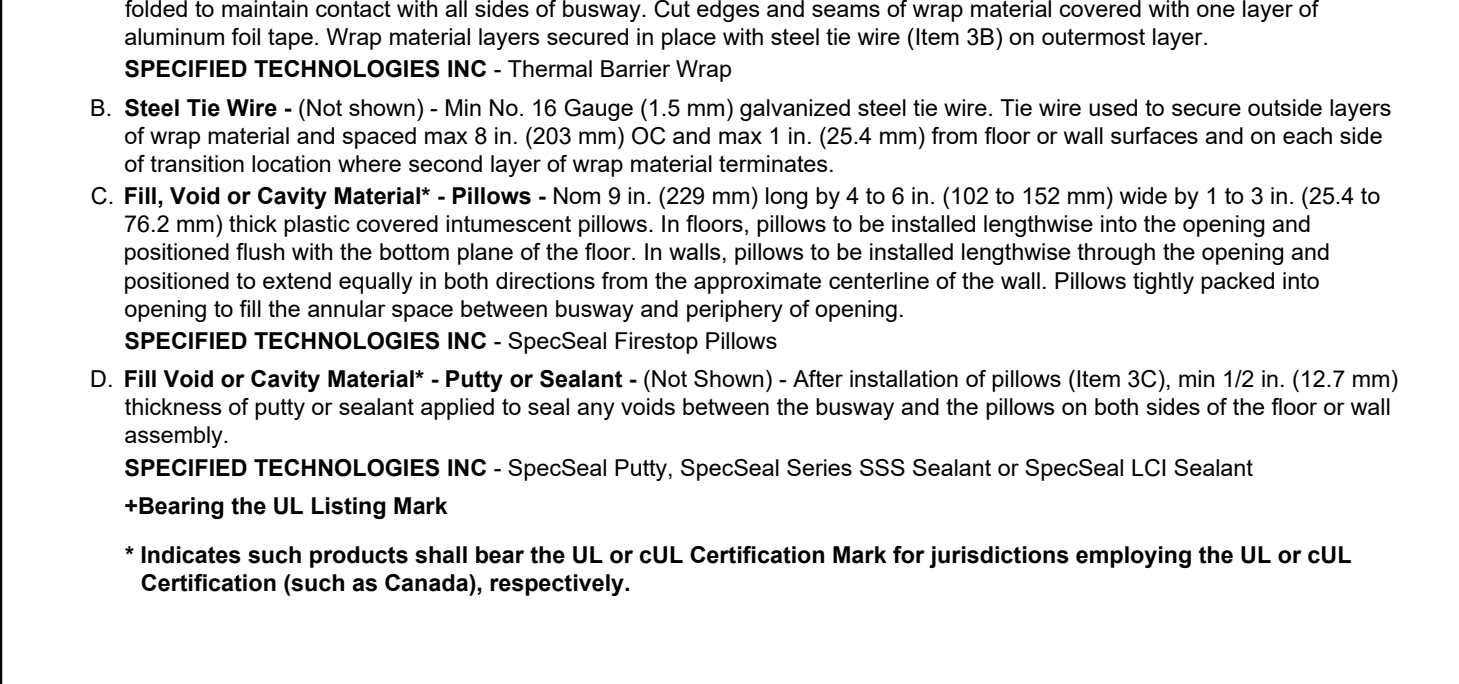 folded to maintain contact with all sides of busway. Cut edges and seams of wrap material covered with one layer of
aluminum foil tape. Wrap material layers secured in place with steel tie wire (Item 3B) on outermost layer.
SPECIFIED TECHNOLOGIES INC - Thermal Barrier Wrap
B. Steel Tie Wire - (Not shown) - Min No. 16 Gauge (1.5 mm) galvanized steel tie wire. Tie wire used to secure outside layers
of wrap material and spaced max 8 in. (203 mm) OC and max 1 in. (25.4 mm) from floor or wall surfaces and on each side
of transition location where second layer of wrap material terminates.
C. Fill, Void or Cavity Material* - Pillows - Nom 9 in. (229 mm) long by 4 to 6 in. (102 to 152 mm) wide by 1 to 3 in. (25.4 to
76.2 mm) thick plastic covered intumescent pillows. In floors, pillows to be installed lengthwise into the opening and
positioned flush with the bottom plane of the floor. In walls, pillows to be installed lengthwise through the opening and
positioned to extend equally in both directions from the approximate centerline of the wall. Pillows tightly packed into
opening to fill the annular space between busway and periphery of opening.
SPECIFIED TECHNOLOGIES INC - SpecSeal Firestop Pillows
D. Fill Void or Cavity Material* - Putty or Sealant - (Not Shown) - After installation of pillows (Item 3C), min 1/2 in. (12.7 mm)
thickness of putty or sealant applied to seal any voids between the busway and the pillows on both sides of the floor or wall
assembly.
SPECIFIED TECHNOLOGIES INC - SpecSeal Putty, SpecSeal Series SSS Sealant or SpecSeal LCI Sealant
+Bearing the UL Listing Mark
* Indicates such products shall bear the UL or cUL Certification Mark for jurisdictions employing the UL or cUL
Certification (such as Canada), respectively.